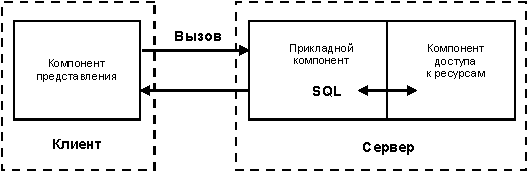 Компонент
представления
Клиент
Вызов
Прикладной
компонент
SQL
Компонент
доступа
к ресурсам
Сервер